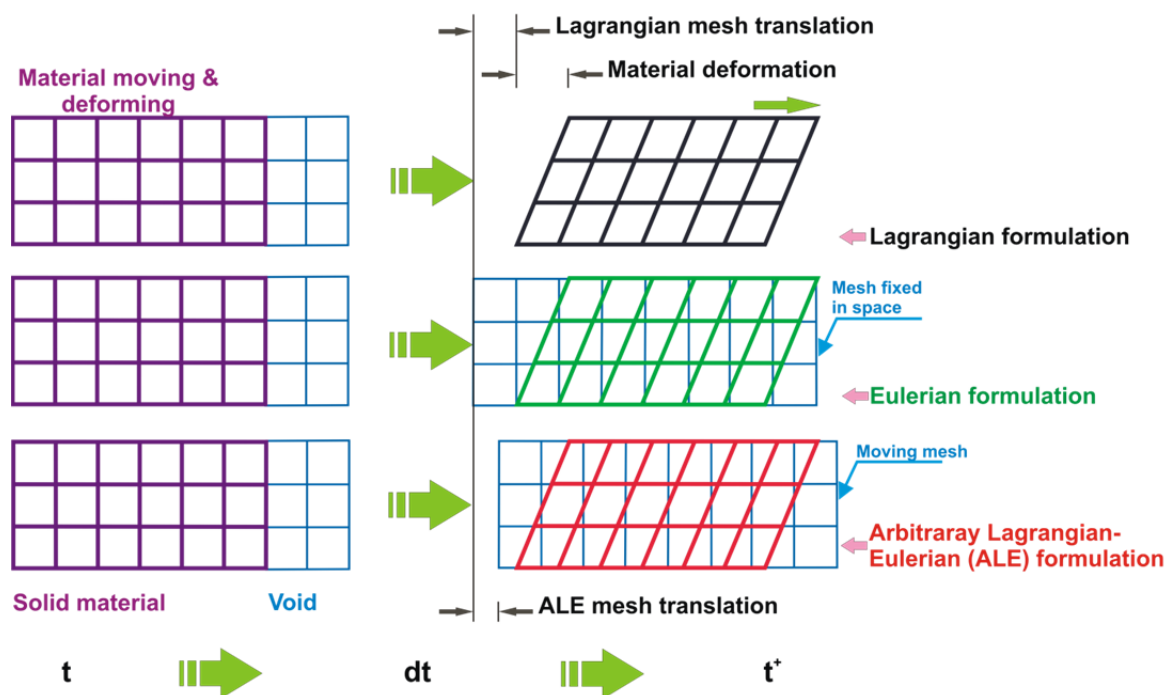 Lagrangian mesh translation
Material moving &
deforming
Material deformation
Lagrangian formulation
Mesh fixed
in space
Eulerian formulation
Moving mesh
Arbitraray Lagrangian-
Eulerian (ALE) formulation
Solid material
Void
ALE mesh translation
t
dt
t⁺